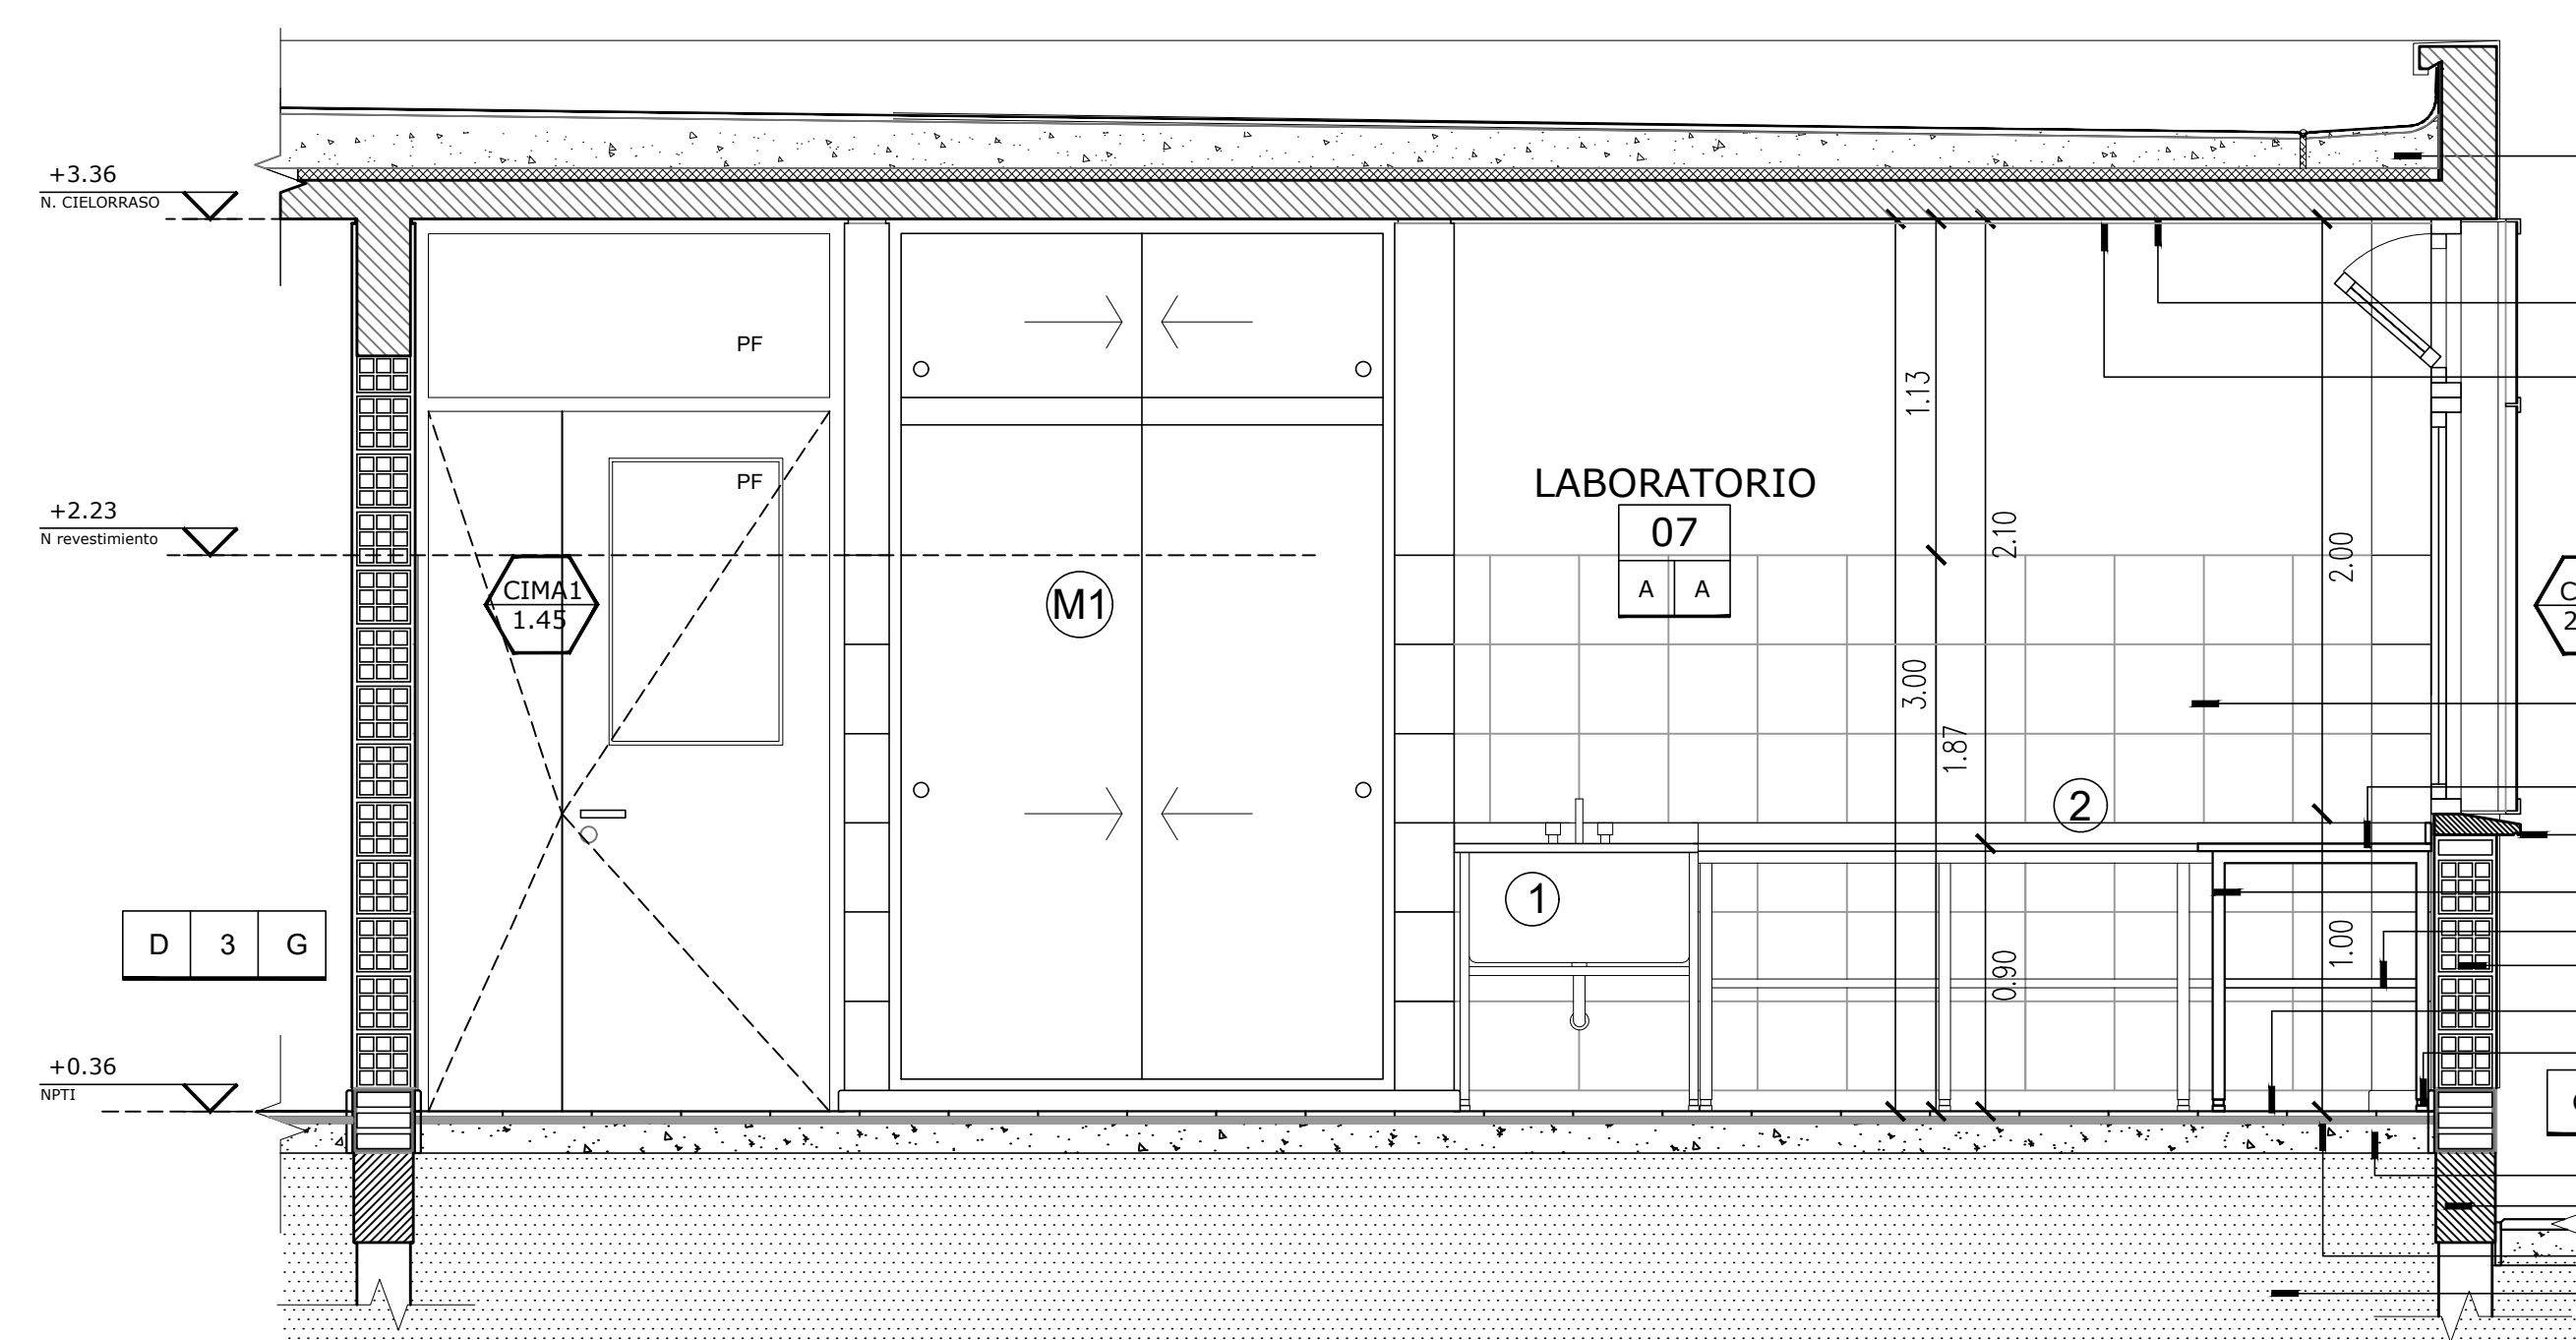 +3.36
N. CIELORRASO
PF
1.13
PF
LABORATORIO
07
A A
+2.23
N revestimiento
2.10
2.00
CIMA1
1.45
M1
3.00
1.87
2
1
D 3 G
1.00
0.90
+0.36
NPTI